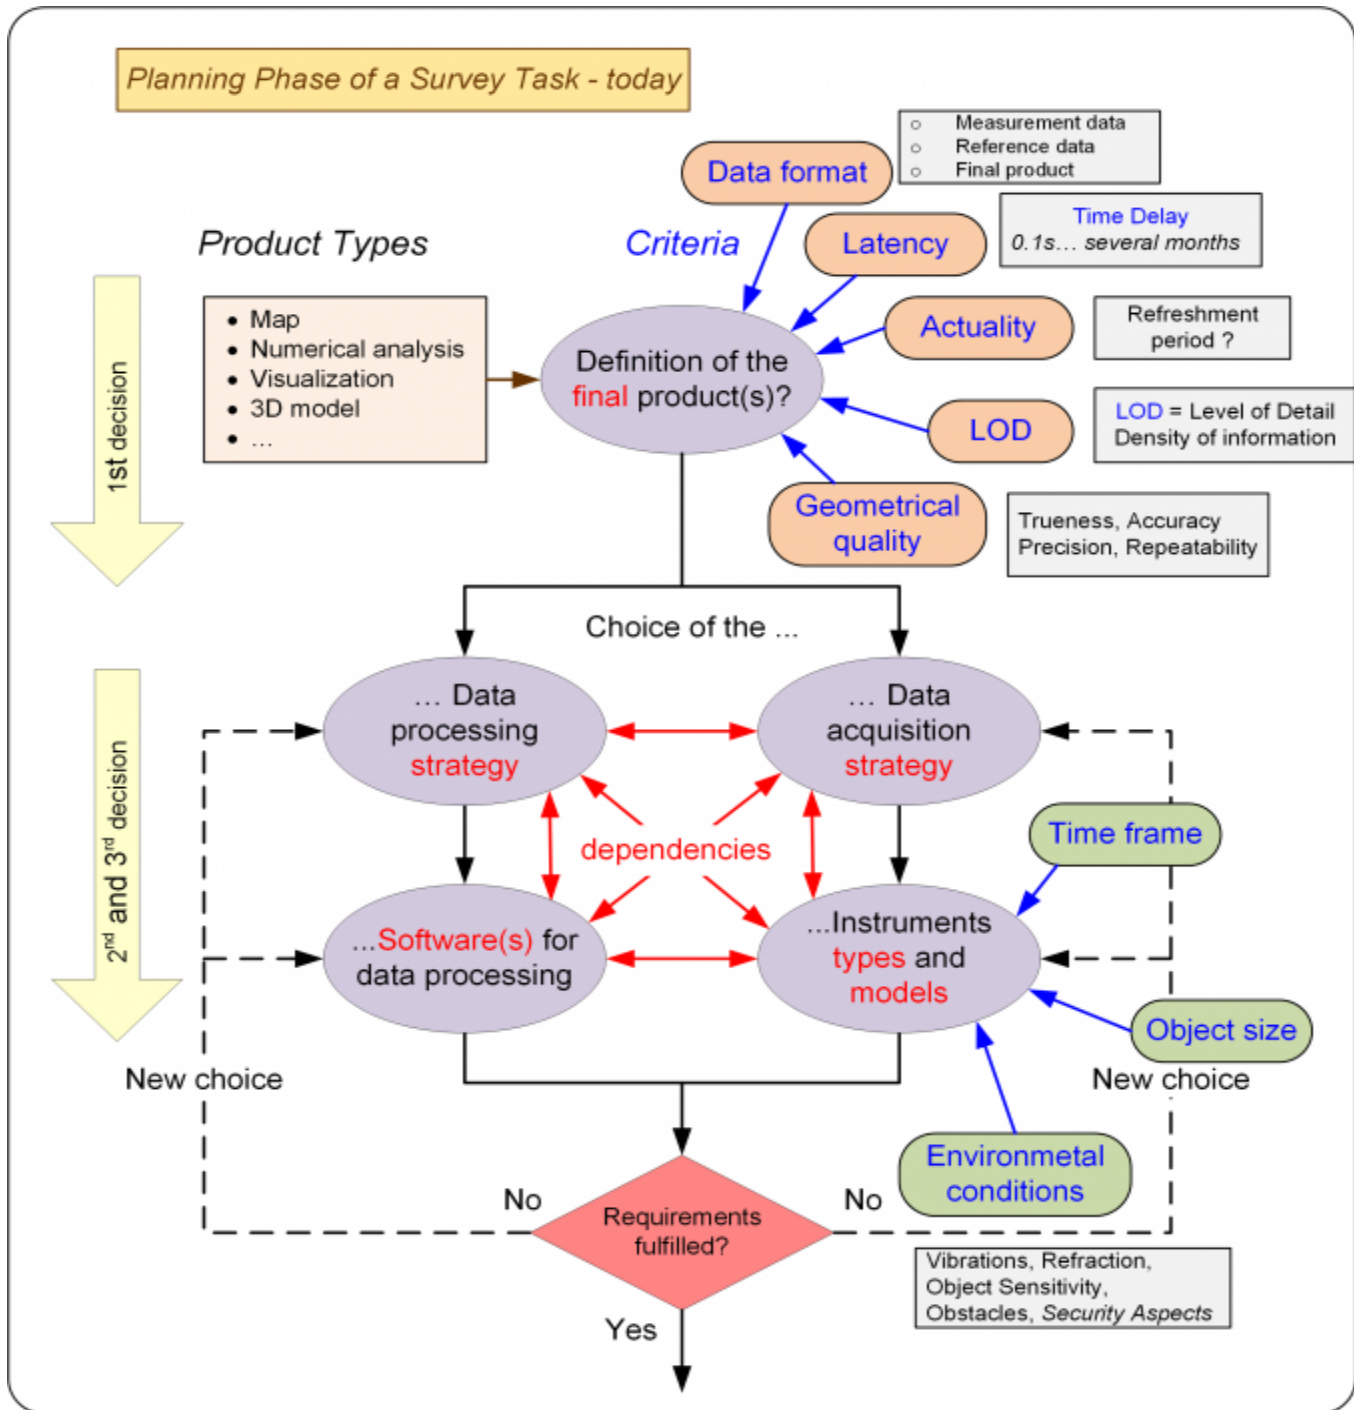 Planning Phase of a Survey Task - today
Data format
o Measurement data
o Reference data
o Final product
Product Types
Criteria
Latency
Time Delay
0.1s... several months
• Map
• Numerical analysis
• Visualization
• 3D model
• ...
Definition of the
final product(s)?
Actuality
Refreshment
period ?
LOD
LOD = Level of Detail
Density of information
1st decision
Geometrical
quality
Trueness, Accuracy
Precision, Repeatability
Choice of the ...
... Data
processing
strategy
... Data
acquisition
strategy
2nd and 3rd decision
dependencies
Time frame
...Software(s) for
data processing
...Instruments
types and
models
Object size
New choice
New choice
Environmetal
conditions
No
No
Requirements
fulfilled?
Vibrations, Refraction,
Object Sensitivity,
Obstacles, Security Aspects
Yes